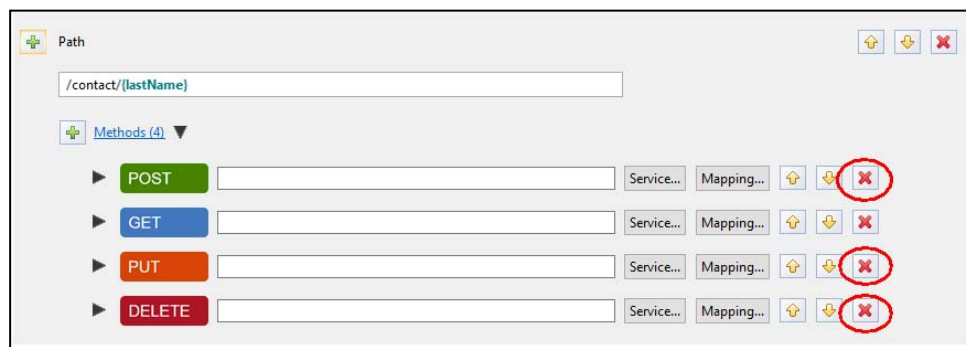 Path
/contact/{lastName}
Methods (4)
POST Service... Mapping...
GET Service... Mapping...
PUT Service... Mapping...
DELETE Service... Mapping...